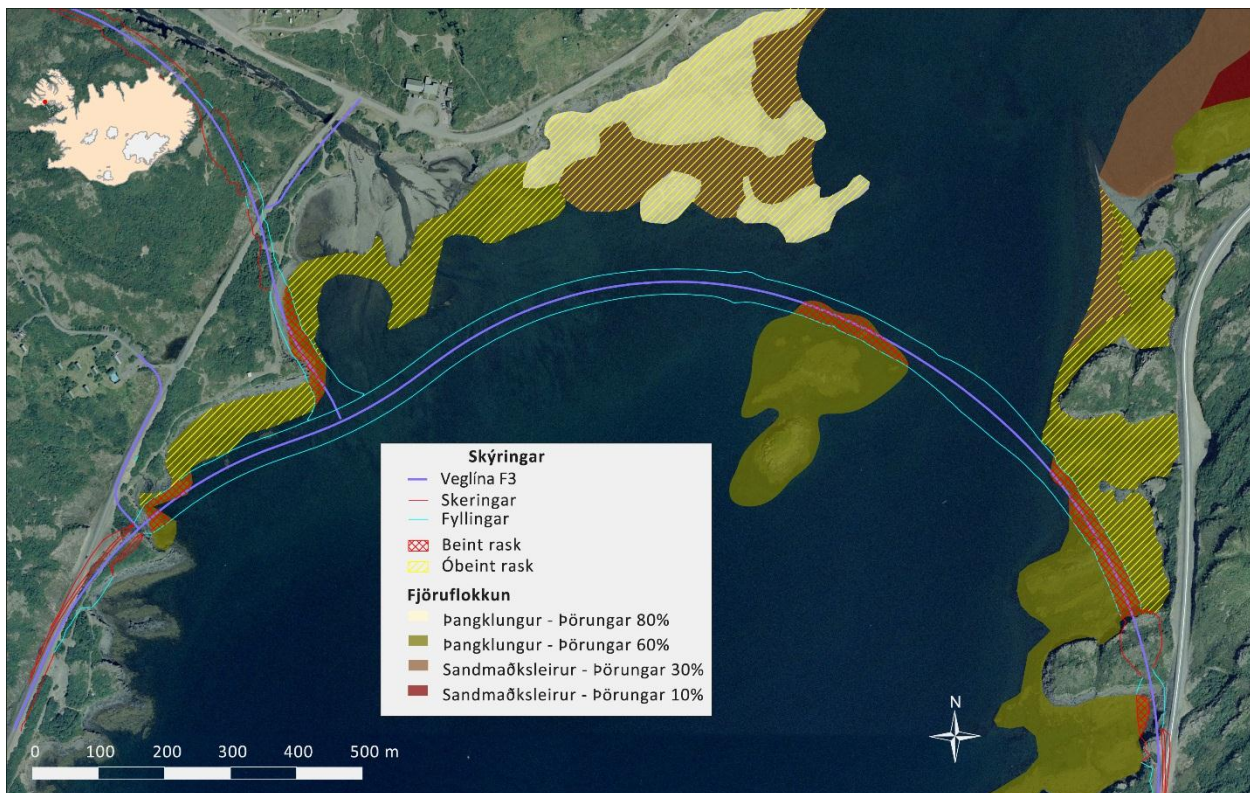 Skýringar
Veglína F3
Skeringar
Fyllingar
Beint rask
Óbeint rask
Fjöruflokkun
Þangklungur - Þörungar 80%
Þangklungur - Þörungar 60%
Sandmaðksleirur - Þörungar 30%
Sandmaðksleirur - Þörungar 10%
N
0 100 200 300 400 500 m